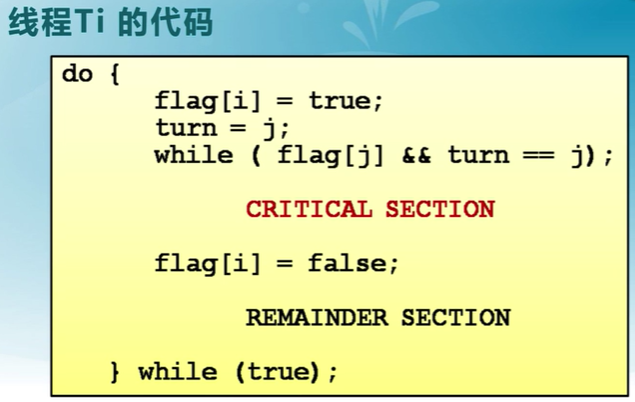 线程Ti 的代码
do {
flag[i] = true;
turn = j;
while ( flag[j] && turn == j);
CRITICAL SECTION
flag[i] = false;
REMAINDER SECTION
} while (true);